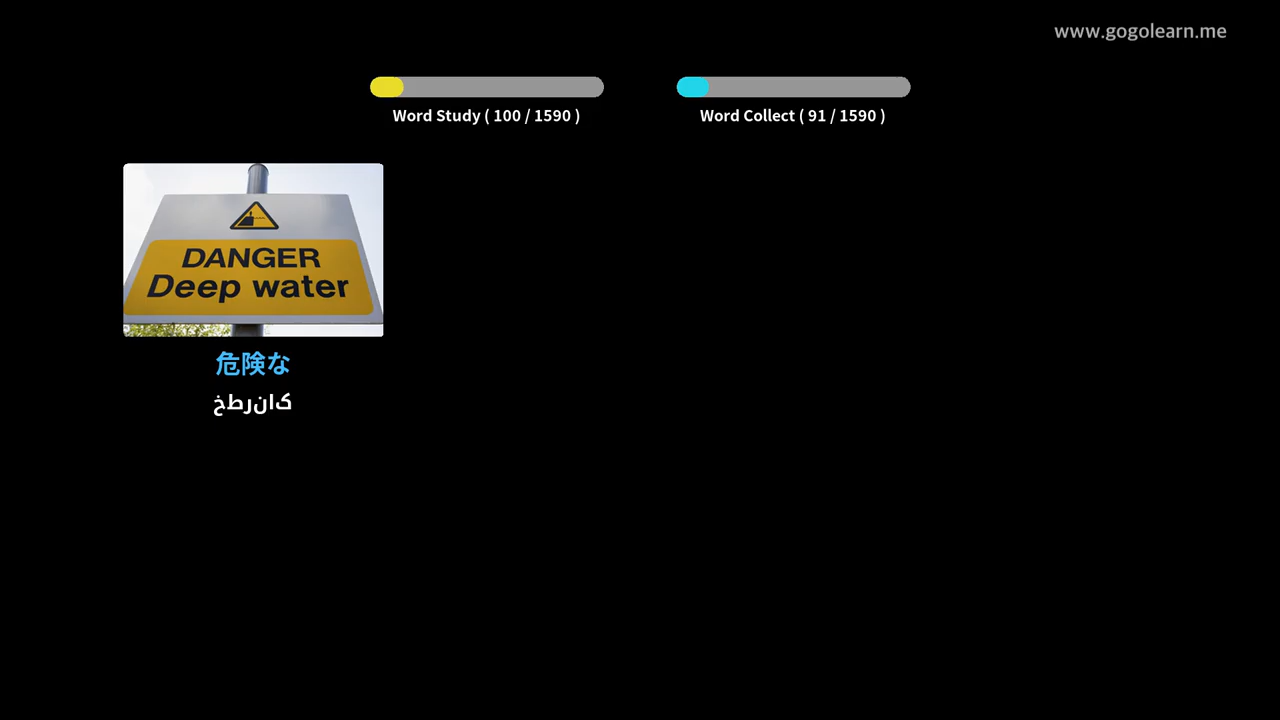 www.gogolearn.me
Word Study ( 100 / 1590 )
Word Collect ( 91 / 1590 )
DANGER
Deep water
危険な
کانرطخ